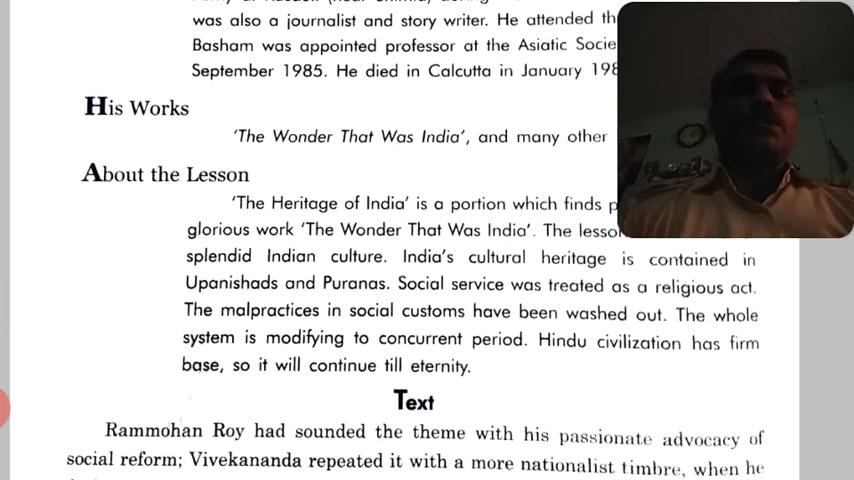 was also a journalist and story writer. He attended th
Basham was appointed professor at the Asiatic Socie
September 1985. He died in Calcutta in January 198
His Works
'The Wonder That Was India', and many other
About the Lesson
'The Heritage of India' is a portion which finds p
glorious work 'The Wonder That Was India'. The lesso
splendid Indian culture. India's cultural heritage is contained in
Upanishads and Puranas. Social service was treated as a religious act.
The malpractices in social customs have been washed out. The whole
system is modifying to concurrent period. Hindu civilization has firm
base, so it will continue till eternity.
Text
Rammohan Roy had sounded the theme with his passionate advocacy of
social reform; Vivekananda repeated it with a more nationalist timbre, when he